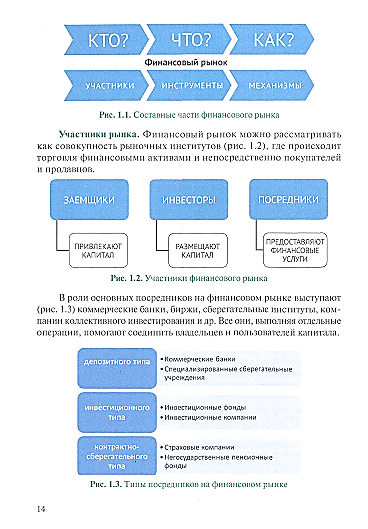 КТО? ЧТО? КАК?
Финансовый рынок
УЧАСТНИКИ ИНСТРУМЕНТЫ МЕХАНИЗМЫ
Рис. 1.1. Составные части финансового рынка
Участники рынка. Финансовый рынок можно рассматривать
как совокупность рыночных институтов (рис. 1.2), где происходит
торговля финансовыми активами и непосредственно покупателей
и продавцов.
ЗАЕМЩИКИ ИНВЕСТОРЫ ПОСРЕДНИКИ
ПРИВЛЕКАЮТ
КАПИТАЛ
РАЗМЕЩАЮТ
КАПИТАЛ
ПРЕДОСТАВЛЯЮТ
ФИНАНСОВЫЕ
УСЛУГИ
Рис. 1.2. Участники финансового рынка
В роли основных посредников на финансовом рынке выступают
(рис. 1.3) коммерческие банки, биржи, сберегательные институты, ком-
пании коллективного инвестирования и др. Все они, выполняя отдельные
операции, помогают соединить владельцев и пользователей капитала.
депозитного типа
• Коммерческие банки
• Специализированные сберегательные
учреждения
инвестиционного
типа
• Инвестиционные фонды
• Инвестиционные компании
контрактно-
сберегательного
типа
• Страховые компании
• Негосударственные пенсионные
фонды
Рис. 1.3. Типы посредников на финансовом рынке
14